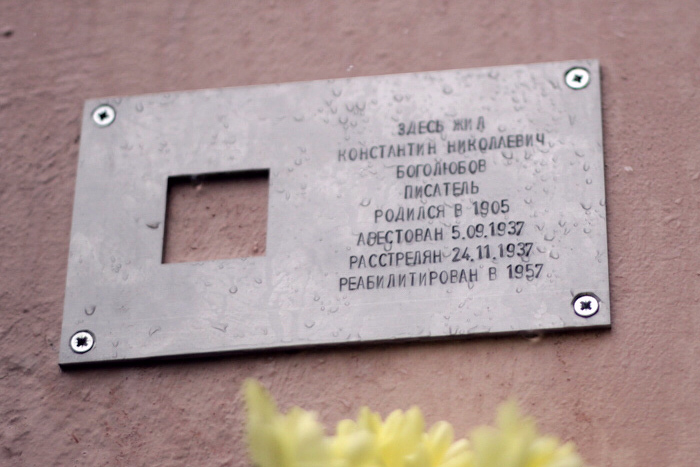 ЗДЕСЬ ЖИЛ
КОНСТАНТИН НИКОЛАЕВИЧ
БОГОЛЮБОВ
ПИСАТЕЛЬ
РОДИЛСЯ В 1905
АРЕСТОВАН 5.09.1937
РАССТРЕЛЯН 24.11.1937
РЕАБИЛИТИРОВАН В 1957